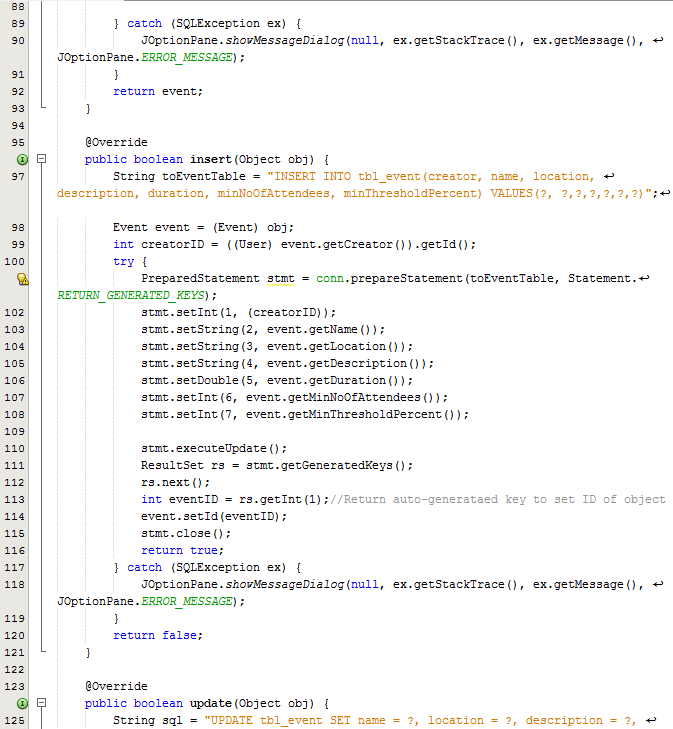 88
89 } catch (SQLException ex) {
90 JOptionPane.showMessageDialog(null, ex.getStackTrace(), ex.getMessage(), ↩
JOptionPane.ERROR_MESSAGE);
91 }
92 return event;
93 }
94
95 @Override
public boolean insert(Object obj) {
97 String toEventTable = "INSERT INTO tbl_event(creator, name, location, ↩
description, duration, minNoOfAttendees, minThresholdPercent) VALUES(?, ?,?,?,?,?,?)";↩
98 Event event = (Event) obj;
99 int creatorID = ((User) event.getCreator()).getId();
100 try {
PreparedStatement stmt = conn.prepareStatement(toEventTable, Statement.↩
RETURN_GENERATED_KEYS);
102 stmt.setInt(1, (creatorID));
103 stmt.setString(2, event.getName());
104 stmt.setString(3, event.getLocation());
105 stmt.setString(4, event.getDescription());
106 stmt.setDouble(5, event.getDuration());
107 stmt.setInt(6, event.getMinNoOfAttendees());
108 stmt.setInt(7, event.getMinThresholdPercent());
109
110 stmt.executeUpdate();
111 ResultSet rs = stmt.getGeneratedKeys();
112 rs.next();
113 int eventID = rs.getInt(1);//Return auto-generataed key to set ID of object
114 event.setId(eventID);
115 stmt.close();
116 return true;
117 } catch (SQLException ex) {
118 JOptionPane.showMessageDialog(null, ex.getStackTrace(), ex.getMessage(), ↩
JOptionPane.ERROR_MESSAGE);
119 }
120 return false;
121 }
122
123 @Override
public boolean update(Object obj) {
125 String sql = "UPDATE tbl_event SET name = ?, location = ?, description = ?, ↩